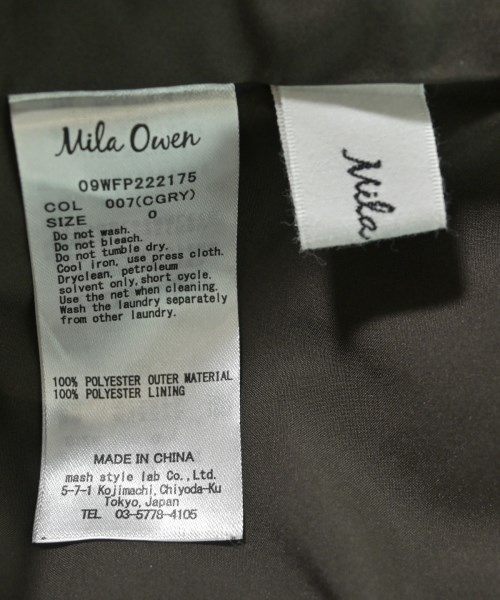 Mila Owen
09WFP222175
COL 007(CGRY)
SIZE 0
Do not wash.
Do not bleach.
Do not tumble dry.
Cool iron, use press cloth.
Dryclean, petroleum
solvent only,short cycle.
Use the net when cleaning.
Wash the laundry separately
from other laundry.
100% POLYESTER OUTER MATERIAL
100% POLYESTER LINING
MADE IN CHINA
mash style lab Co.,Ltd.
5-7-1 Kojimachi,Chiyoda-Ku
Tokyo,Japan
TEL 03-5778-4105
Mila